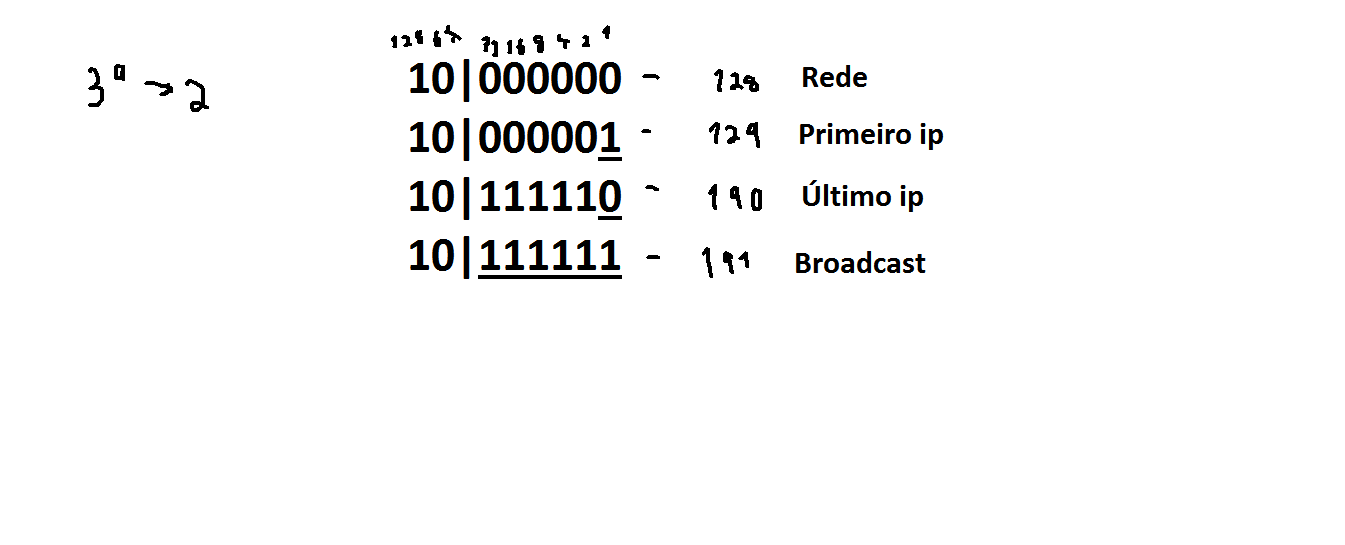 128 64 32 16 8 4 2 1
3ª → 2
10|000000 - 128 Rede
10|000001 - 129 Primeiro ip
10|111110 - 190 Último ip
10|111111 - 191 Broadcast